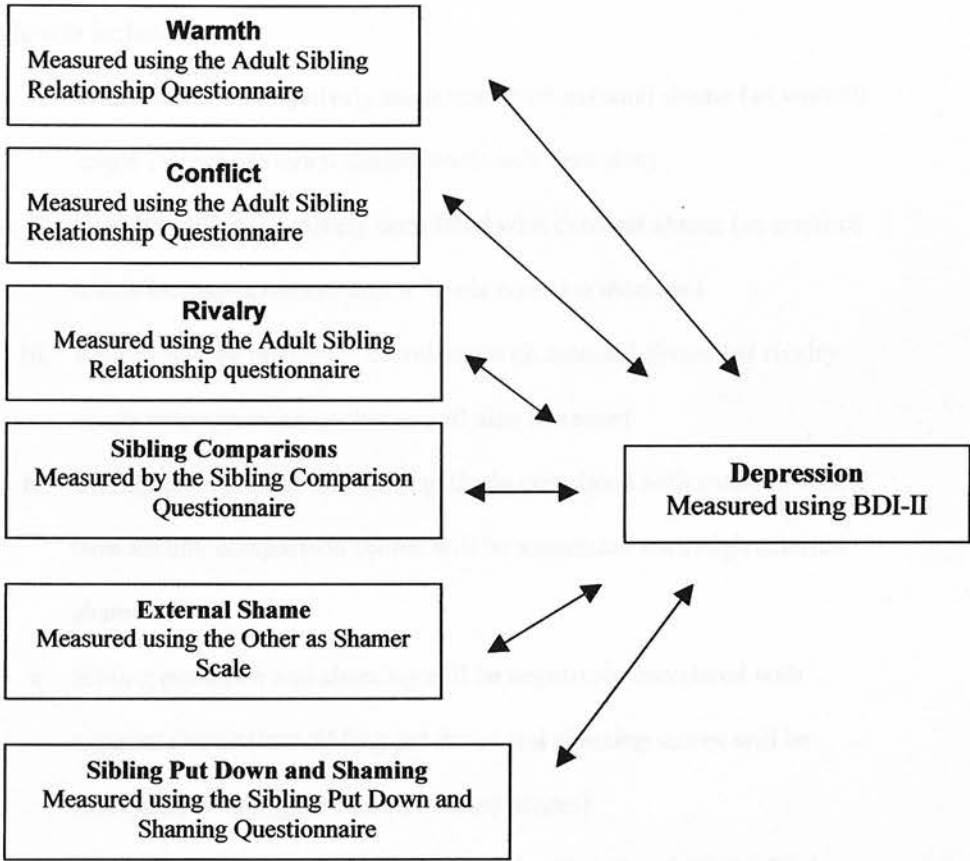 Warmth
Measured using the Adult Sibling
Relationship Questionnaire
Conflict
Measured using the Adult Sibling
Relationship Questionnaire
Rivalry
Measured using the Adult Sibling
Relationship questionnaire
Sibling Comparisons
Measured by the Sibling Comparison
Questionnaire
Depression
Measured using BDI-II
External Shame
Measured using the Other as Shamer
Scale
Sibling Put Down and Shaming
Measured using the Sibling Put Down and
Shaming Questionnaire